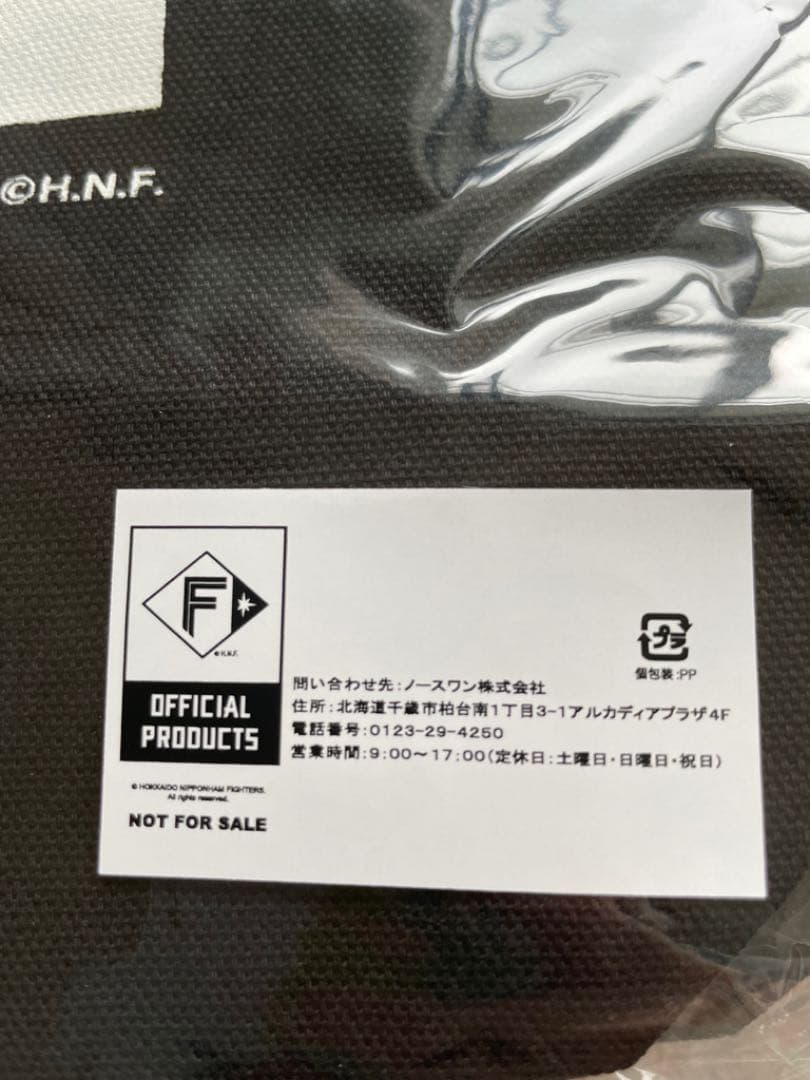 ©H.N.F.
F
©H.N.F.
OFFICIAL
PRODUCTS
© HOKKAIDO NIPPONHAM FIGHTERS.
All rights reserved.
NOT FOR SALE
プラ
個包装:PP
問い合わせ先:ノースワン株式会社
住所:北海道千歳市柏台南1丁目3-1アルカディアプラザ4F
電話番号:0123-29-4250
営業時間:9:00〜17:00(定休日:土曜日・日曜日・祝日)